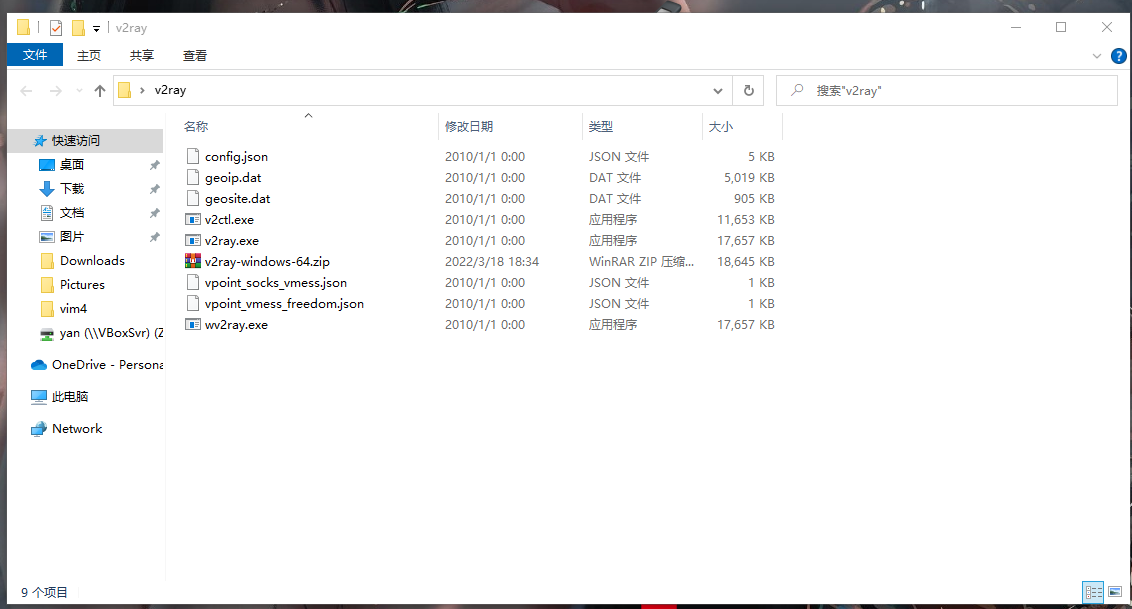 v2ray
文件 主页 共享 查看
v2ray 搜索"v2ray"
名称 修改日期 类型 大小
快速访问
桌面
下载
文档
图片
Downloads
Pictures
vim4
yan (\\VBoxSvr) (Z
OneDrive - Persona
此电脑
Network
config.json 2010/1/1 0:00 JSON 文件 5 KB
geoip.dat 2010/1/1 0:00 DAT 文件 5,019 KB
geosite.dat 2010/1/1 0:00 DAT 文件 905 KB
v2ctl.exe 2010/1/1 0:00 应用程序 11,653 KB
v2ray.exe 2010/1/1 0:00 应用程序 17,657 KB
v2ray-windows-64.zip 2022/3/18 18:34 WinRAR ZIP 压缩... 18,645 KB
vpoint_socks_vmess.json 2010/1/1 0:00 JSON 文件 1 KB
vpoint_vmess_freedom.json 2010/1/1 0:00 JSON 文件 1 KB
wv2ray.exe 2010/1/1 0:00 应用程序 17,657 KB
9 个项目